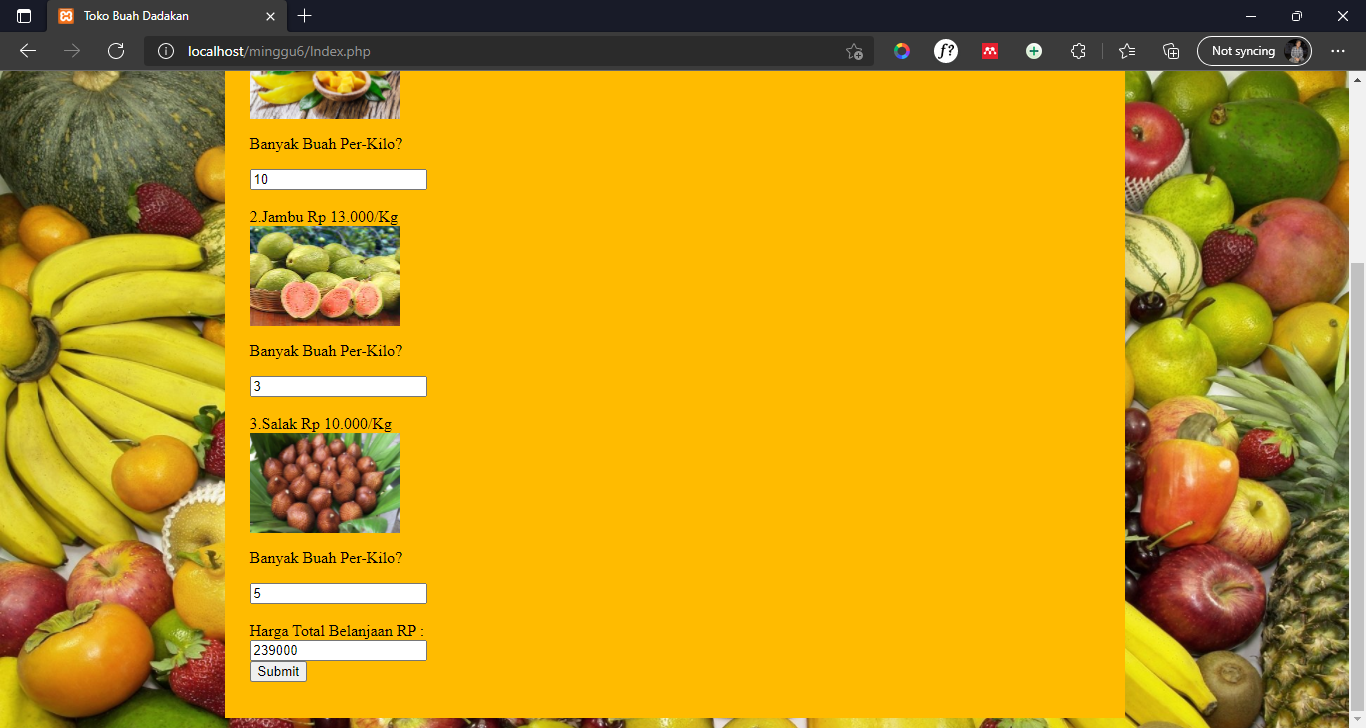 Toko Buah Dadakan
localhost/minggu6/Index.php
f?
Not syncing
Banyak Buah Per-Kilo?
10
2.Jambu Rp 13.000/Kg
Banyak Buah Per-Kilo?
3
3.Salak Rp 10.000/Kg
Banyak Buah Per-Kilo?
5
Harga Total Belanjaan RP :
239000
Submit